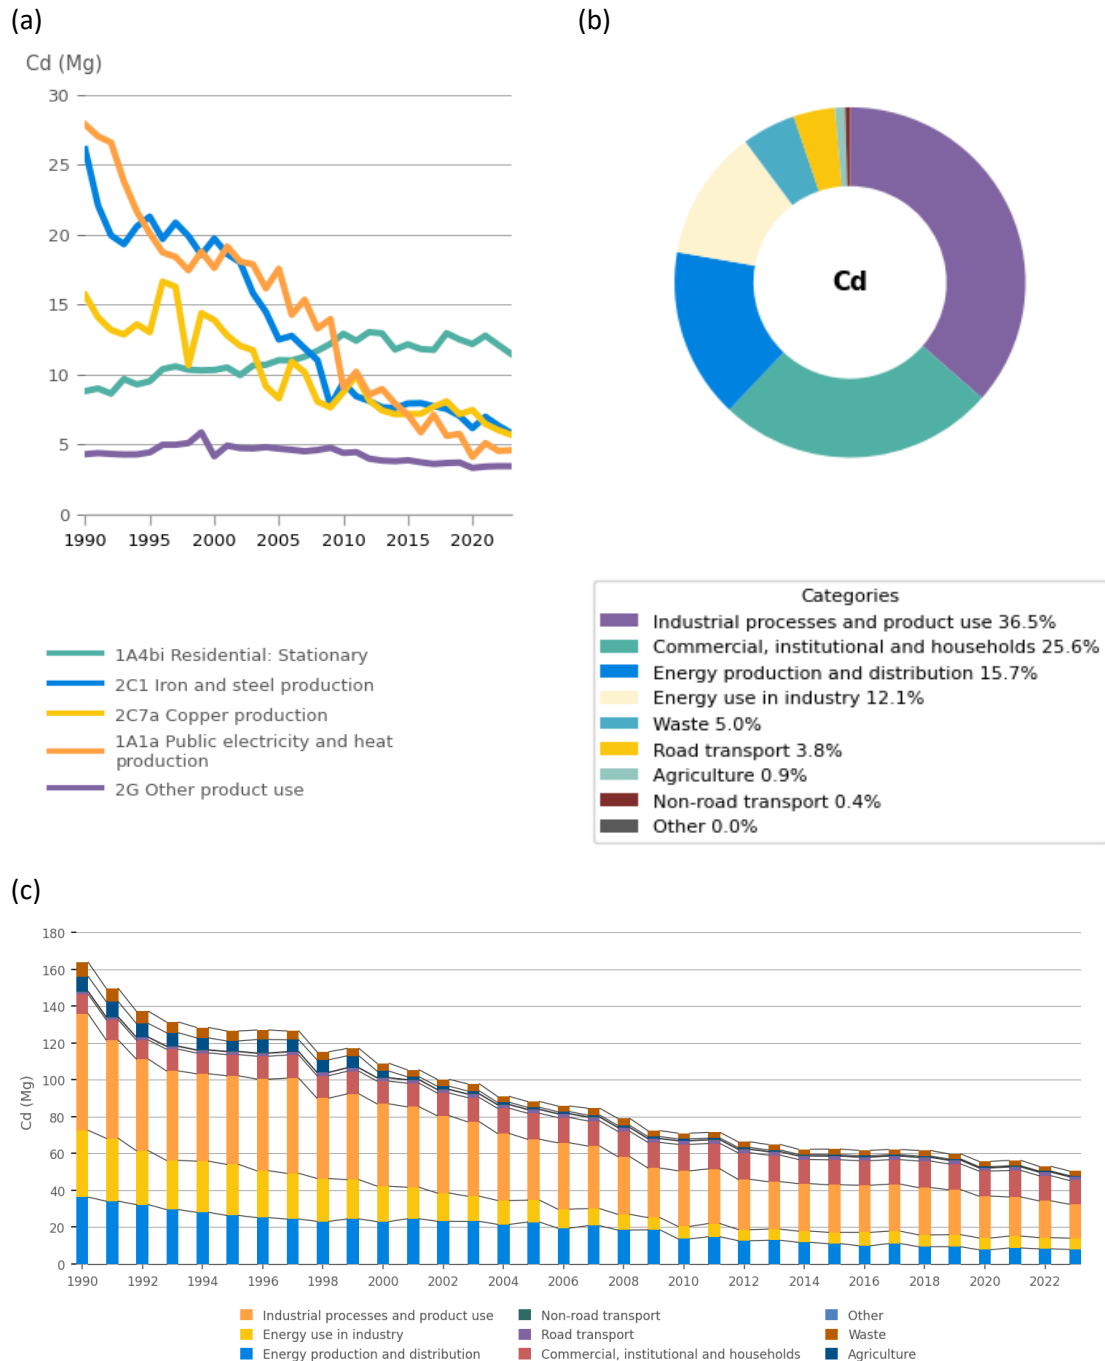 (a)
(b)
Cd (Mg)
30
25
20
15
10
5
0
1990 1995 2000 2005 2010 2015 2020
Cd
1A4bi Residential: Stationary
2C1 Iron and steel production
2C7a Copper production
1A1a Public electricity and heat
production
2G Other product use
Categories
Industrial processes and product use 36.5%
Commercial, institutional and households 25.6%
Energy production and distribution 15.7%
Energy use in industry 12.1%
Waste 5.0%
Road transport 3.8%
Agriculture 0.9%
Non-road transport 0.4%
Other 0.0%
(c)
Cd (Mg)
180
160
140
120
100
80
60
40
20
0
1990 1992 1994 1996 1998 2000 2002 2004 2006 2008 2010 2012 2014 2016 2018 2020 2022
Industrial processes and product use
Energy use in industry
Energy production and distribution
Non-road transport
Road transport
Commercial, institutional and households
Other
Waste
Agriculture